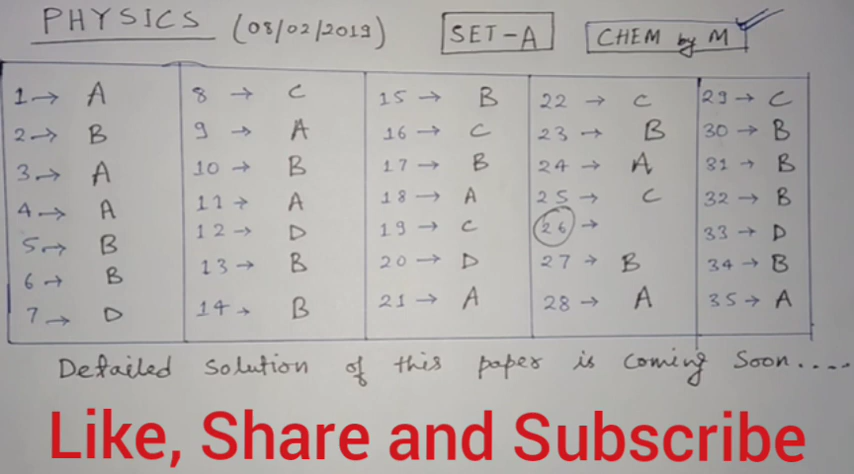 PHYSICS (08/02/2019) SET-A CHEM by M
1→ A 8 → C 15 → B 22 → C 29 → C
2→ B 9 → A 16 → C 23 → B 30 → B
3→ A 10 → B 17 → B 24 → A 31 → B
4→ A 11 → A 18 → A 25 → C 32 → B
5→ B 12 → D 19 → C 26 → 33 → D
6→ B 13 → B 20 → D 27 → B 34 → B
7→ D 14 → B 21 → A 28 → A 35 → A
Detailed solution of this paper is coming soon....
Like, Share and Subscribe